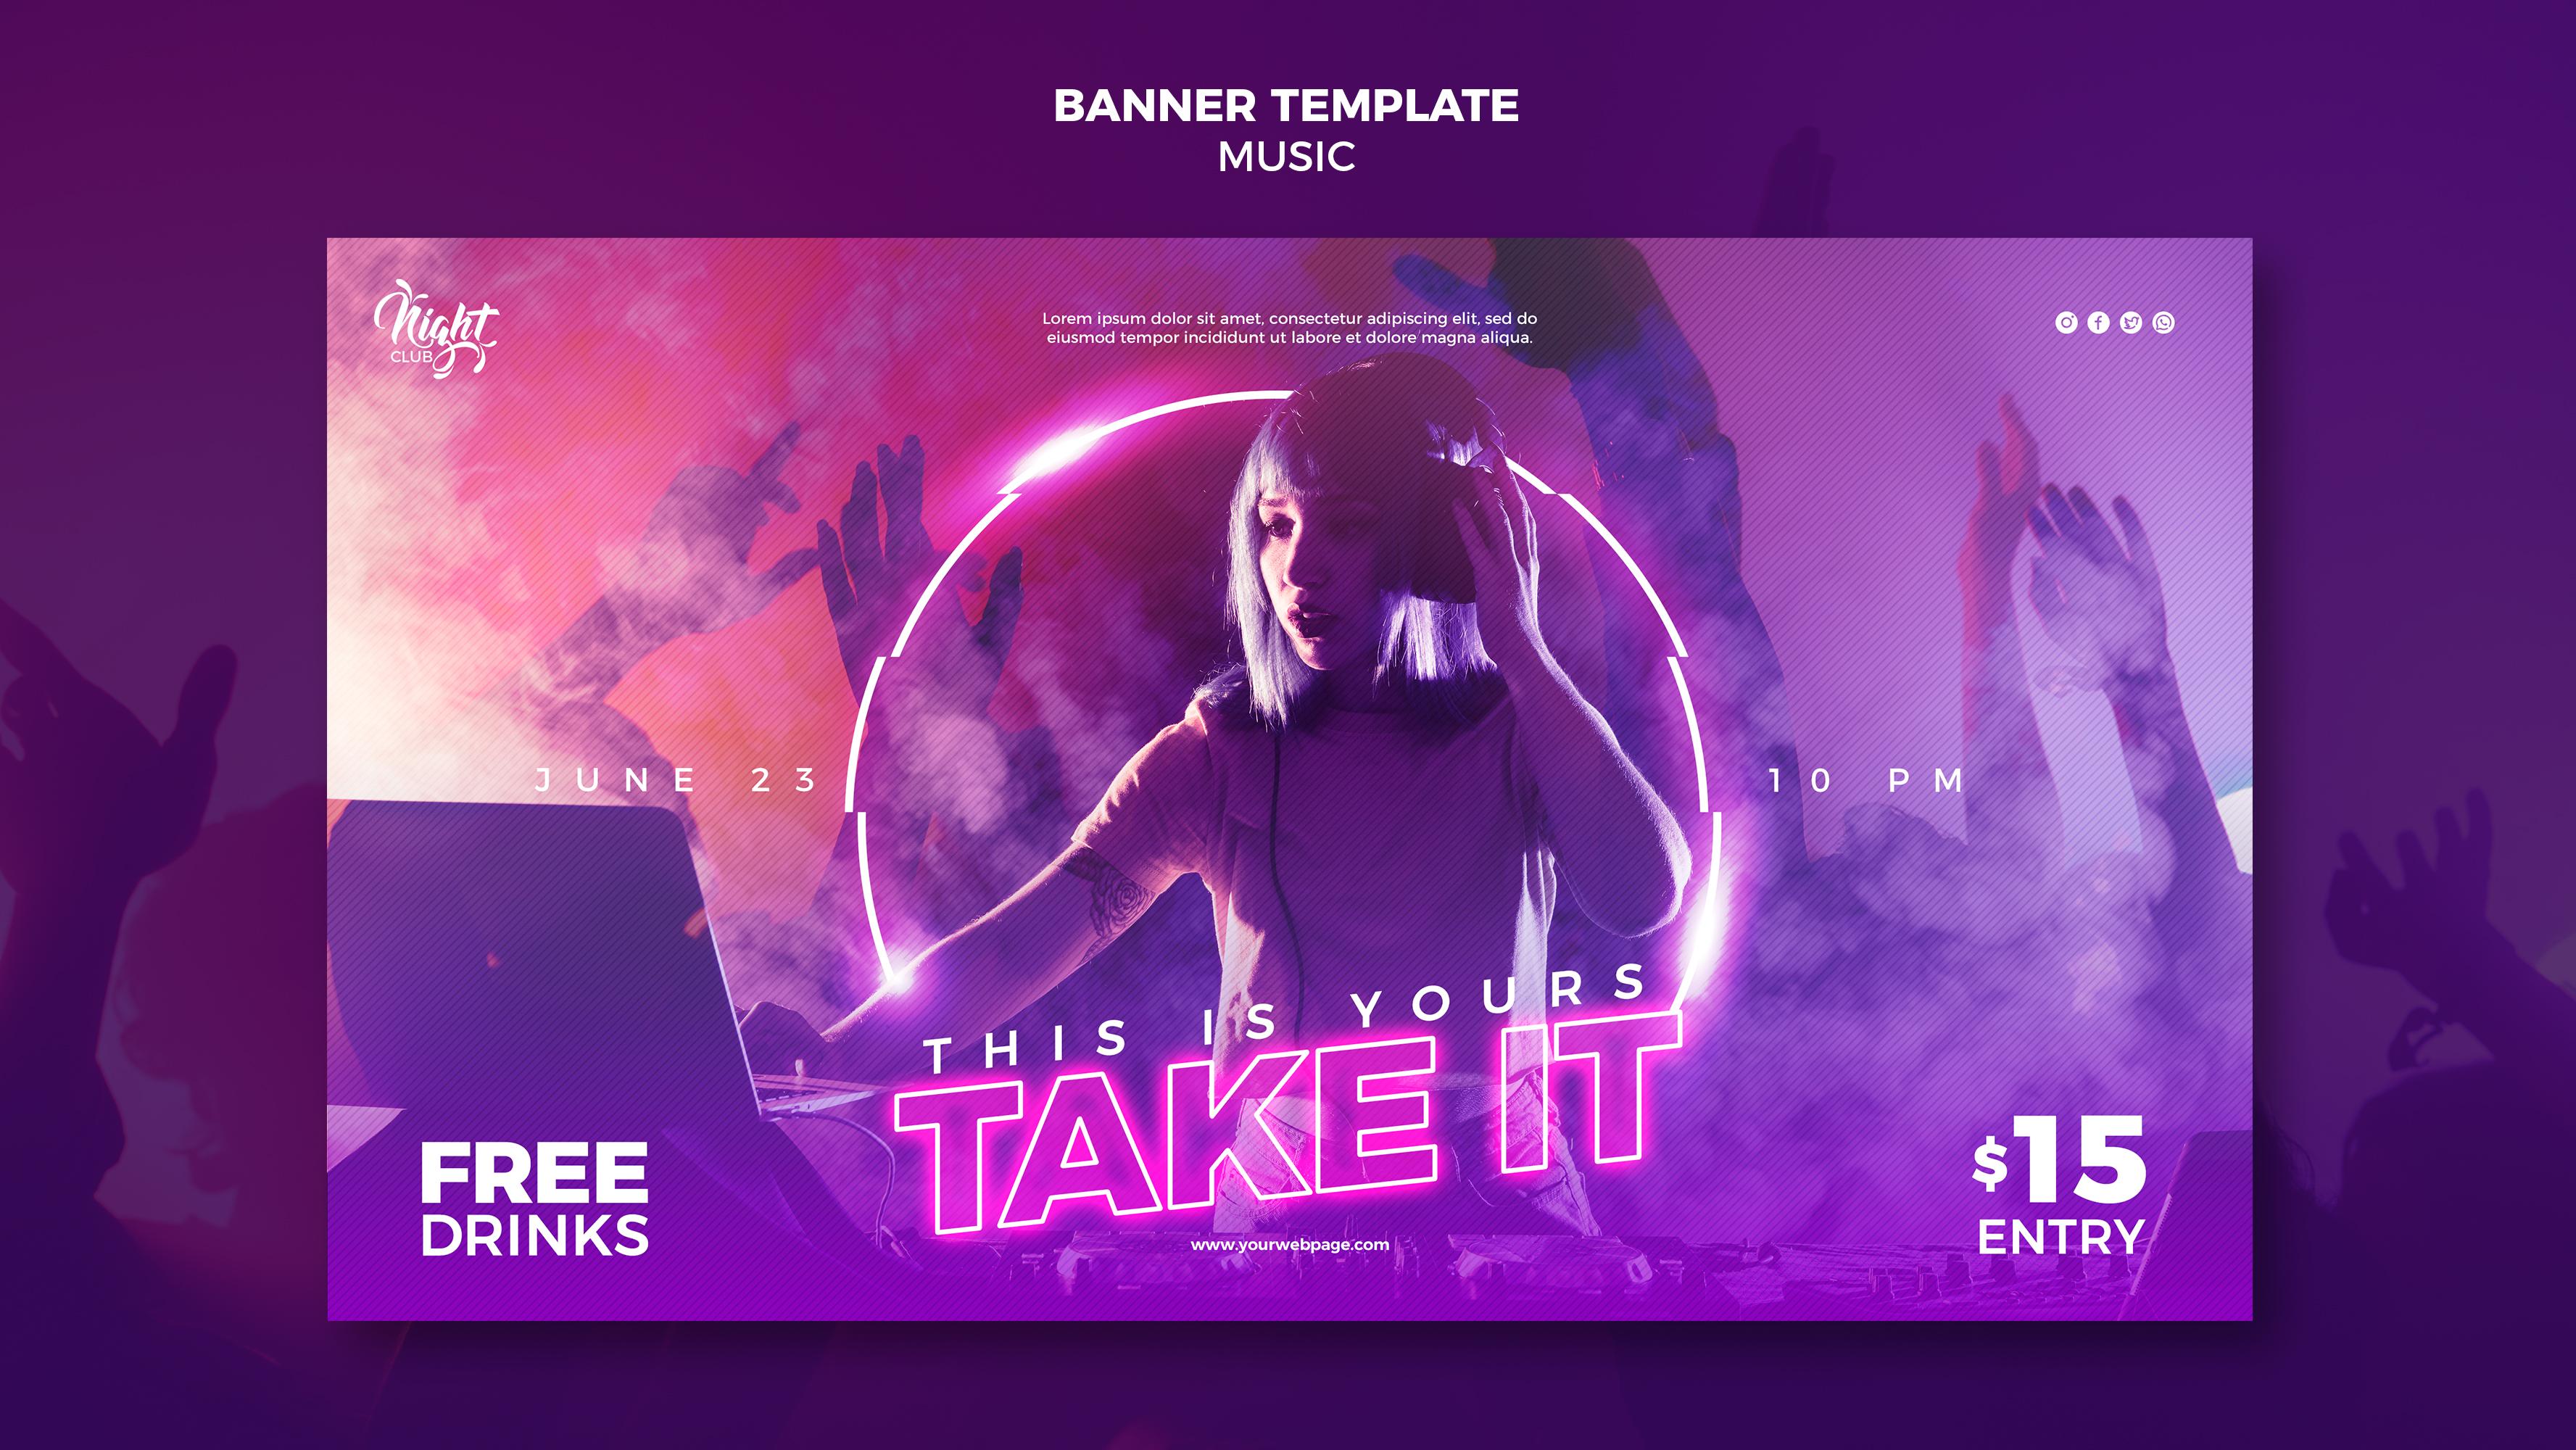 BANNER TEMPLATE
MUSIC
Night
CLUB
Lorem ipsum dolor sit amet, consectetur adipiscing elit, sed do
eiusmod tempor incididunt ut labore et dolore magna aliqua.
JUNE 23
10 PM
THIS IS YOURS
TAKE IT
FREE
DRINKS
$15
ENTRY
www.yourwebpage.com